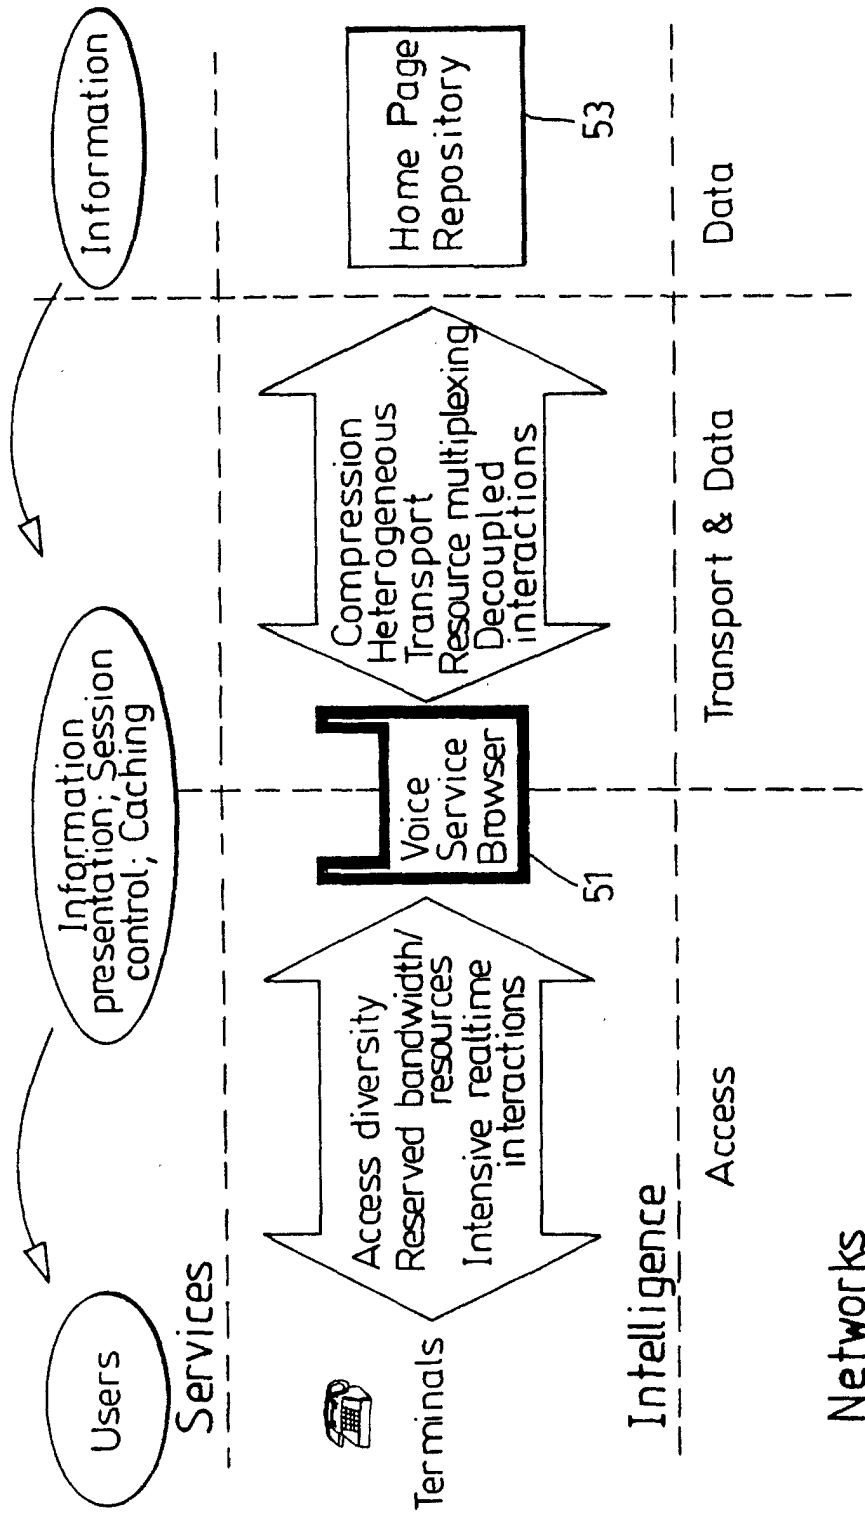 Users
Information
presentation; Session
control; Caching
Information
Services
Terminals
Access diversity
Reserved bandwidth/
resources
Intensive realtime
interactions
Voice
Service
Browser
51
Compression
Heterogeneous
Transport
Resource multiplexing
Decoupled
interactions
Home Page
Repository
53
Intelligence
Access
Transport & Data
Data
Networks